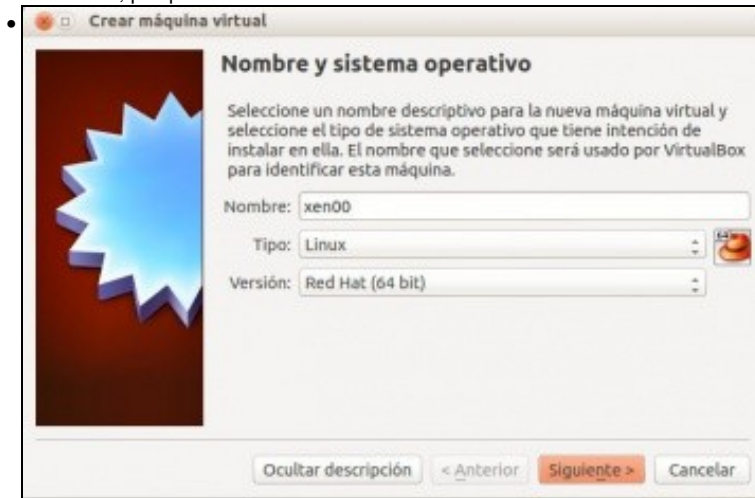 Crear máquina virtual
Nombre y sistema operativo
Seleccione un nombre descriptivo para la nueva máquina virtual y
seleccione el tipo de sistema operativo que tiene intención de
instalar en ella. El nombre que seleccione será usado por VirtualBox
para identificar esta máquina.
Nombre: xen00
Tipo: Linux
64
Versión: Red Hat (64 bit)
Ocultar descripción < Anterior Siguiente > Cancelar